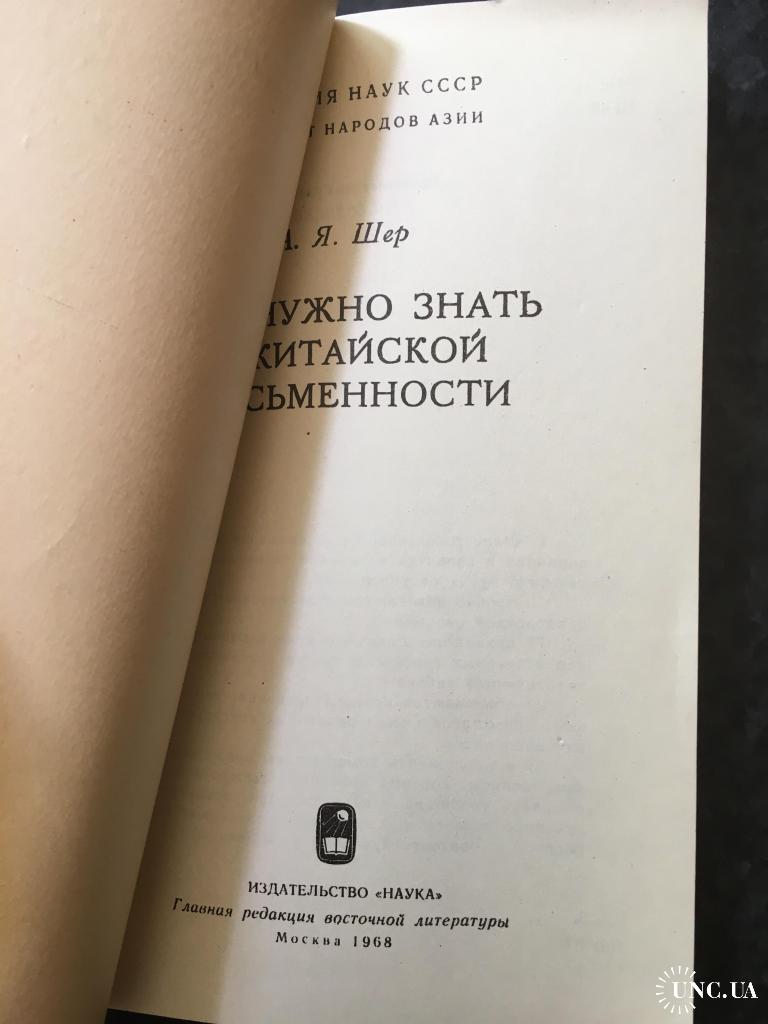 НАУК СССР
НАРОДОВ АЗИИ
А. Я. Шер
НУЖНО ЗНАТЬ
КИТАЙСКОЙ
СЬМЕННОСТИ
ИЗДАТЕЛЬСТВО «НАУКА»
Главная редакция восточной литературы
Москва 1968
UNC.UA